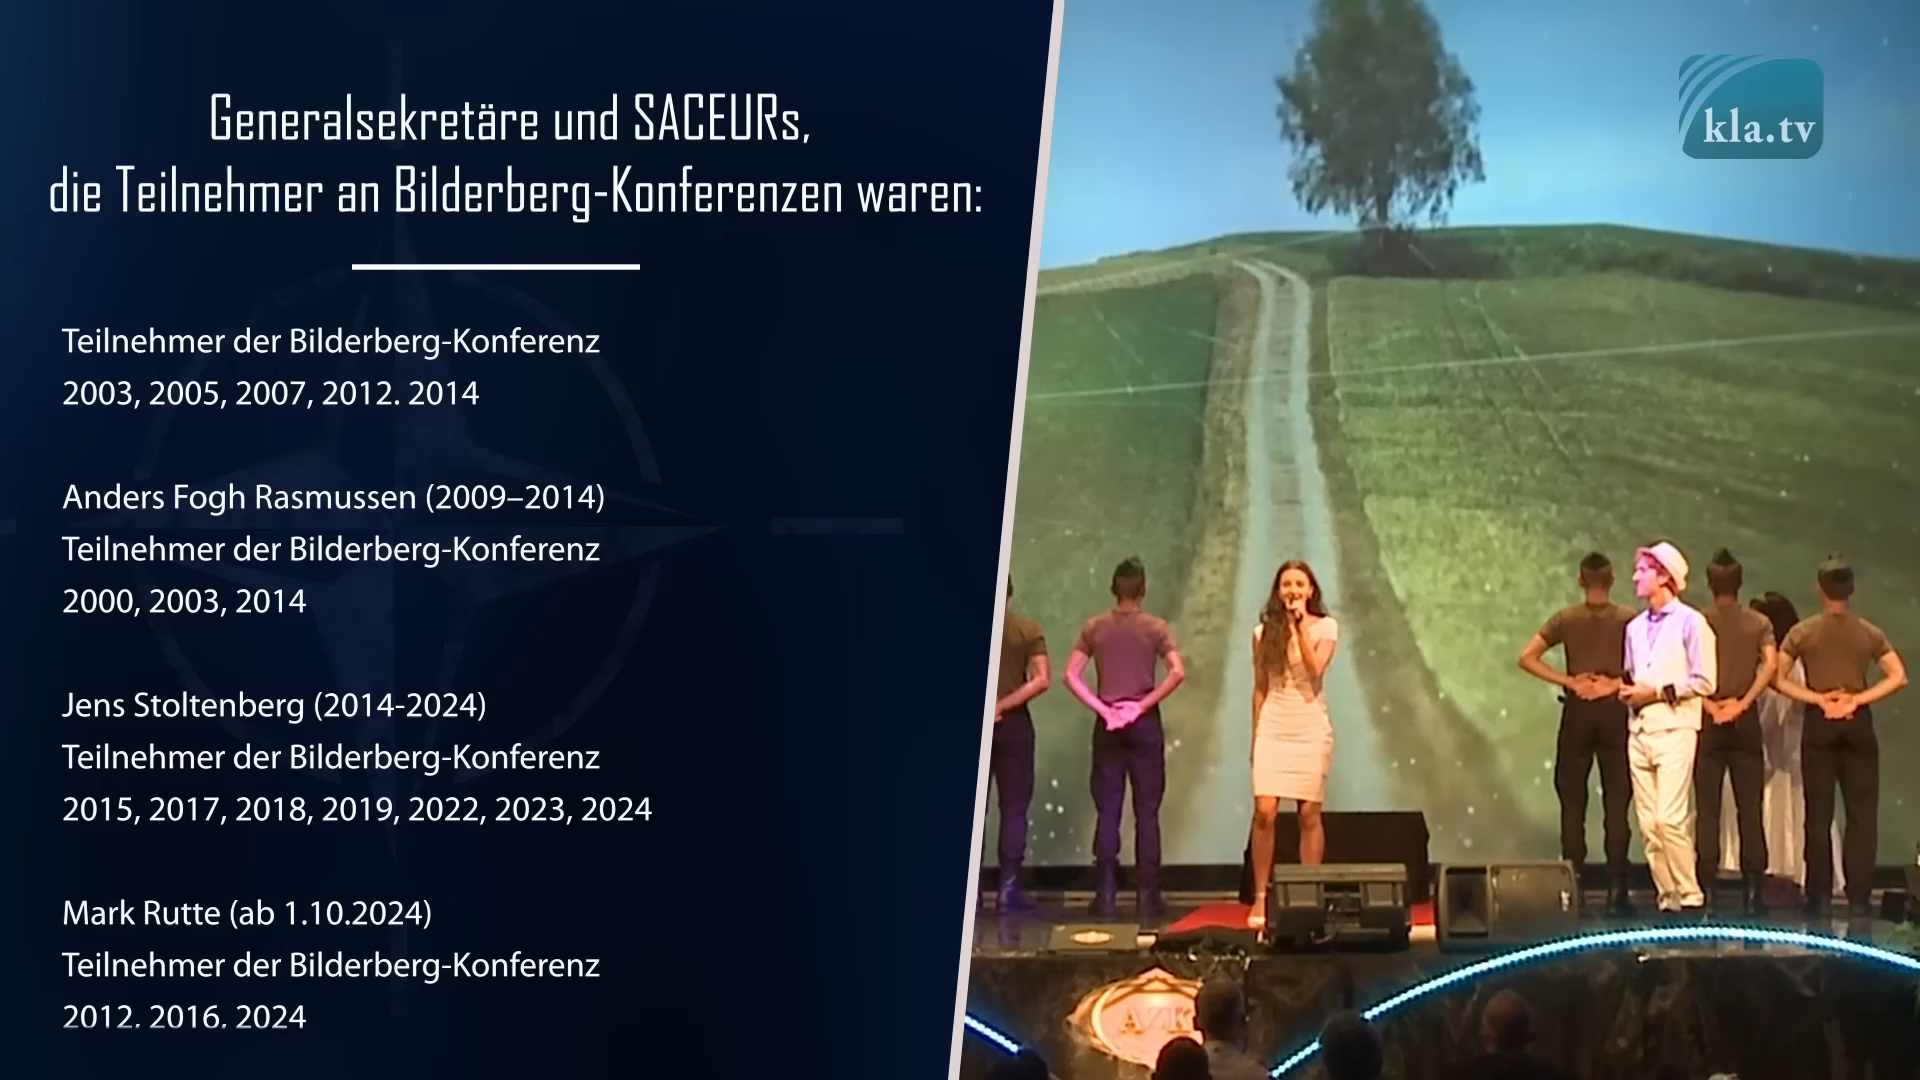 Generalsekretäre und SACEURs,
die Teilnehmer an Bilderberg-Konferenzen waren:
Teilnehmer der Bilderberg-Konferenz
2003, 2005, 2007, 2012. 2014
Anders Fogh Rasmussen (2009–2014)
Teilnehmer der Bilderberg-Konferenz
2000, 2003, 2014
Jens Stoltenberg (2014-2024)
Teilnehmer der Bilderberg-Konferenz
2015, 2017, 2018, 2019, 2022, 2023, 2024
Mark Rutte (ab 1.10.2024)
Teilnehmer der Bilderberg-Konferenz
2012, 2016, 2024
kla.tv
AZK